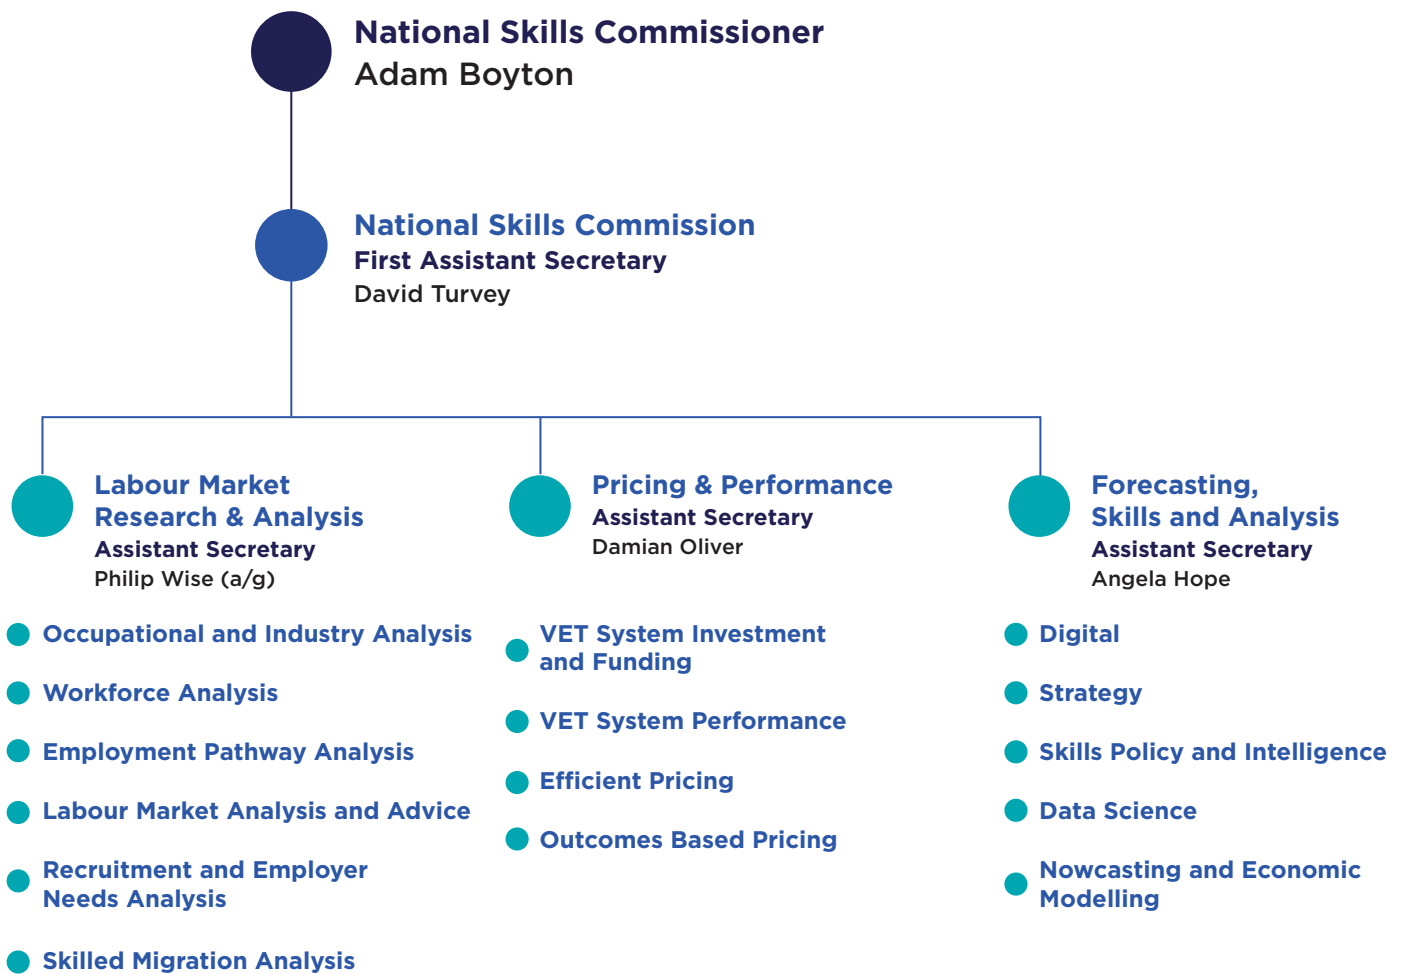 National Skills Commissioner
Adam Boyton
National Skills Commission
First Assistant Secretary
David Turvey
Labour Market
Research & Analysis
Assistant Secretary
Philip Wise (a/g)
Occupational and Industry Analysis
Workforce Analysis
Employment Pathway Analysis
Labour Market Analysis and Advice
Recruitment and Employer
Needs Analysis
Skilled Migration Analysis
Pricing & Performance
Assistant Secretary
Damian Oliver
VET System Investment
and Funding
VET System Performance
Efficient Pricing
Outcomes Based Pricing
Forecasting,
Skills and Analysis
Assistant Secretary
Angela Hope
Digital
Strategy
Skills Policy and Intelligence
Data Science
Nowcasting and Economic
Modelling